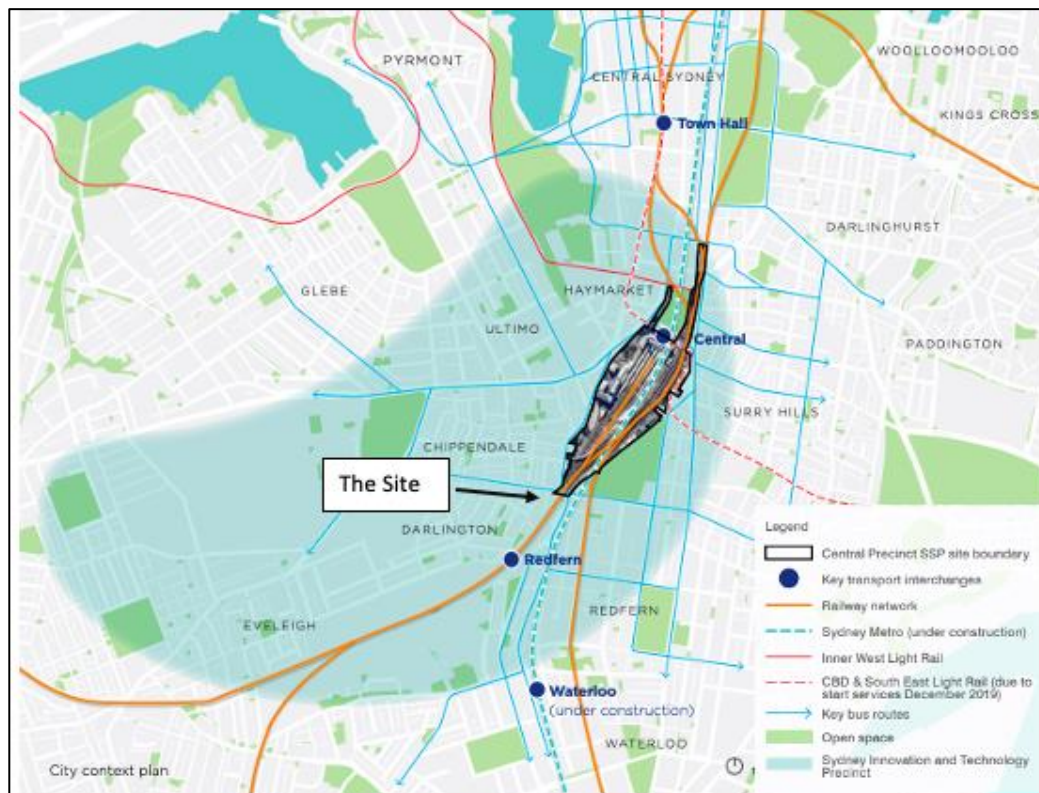 PYRMONT
WOOLLOOMOOLOO
CENTRAL SYDNEY
KINGS CROSS
Town Hall
DARLINGHURST
GLEBE
HAYMARKET
ULTIMO
Central
PADDINGTON
SURRY HILLS
CHIPPENDALE
The Site
DARLINGTON
Redfern
REDFERN
EVELEIGH
Waterloo
(under construction)
WATERLOO
City context plan
Legend
Central Precinct SSP site boundary
Key transport interchanges
Railway network
Sydney Metro (under construction)
Inner West Light Rail
CBD & South East Light Rail (due to
start services December 2019)
Key bus routes
Open space
Sydney Innovation and Technology
Precinct